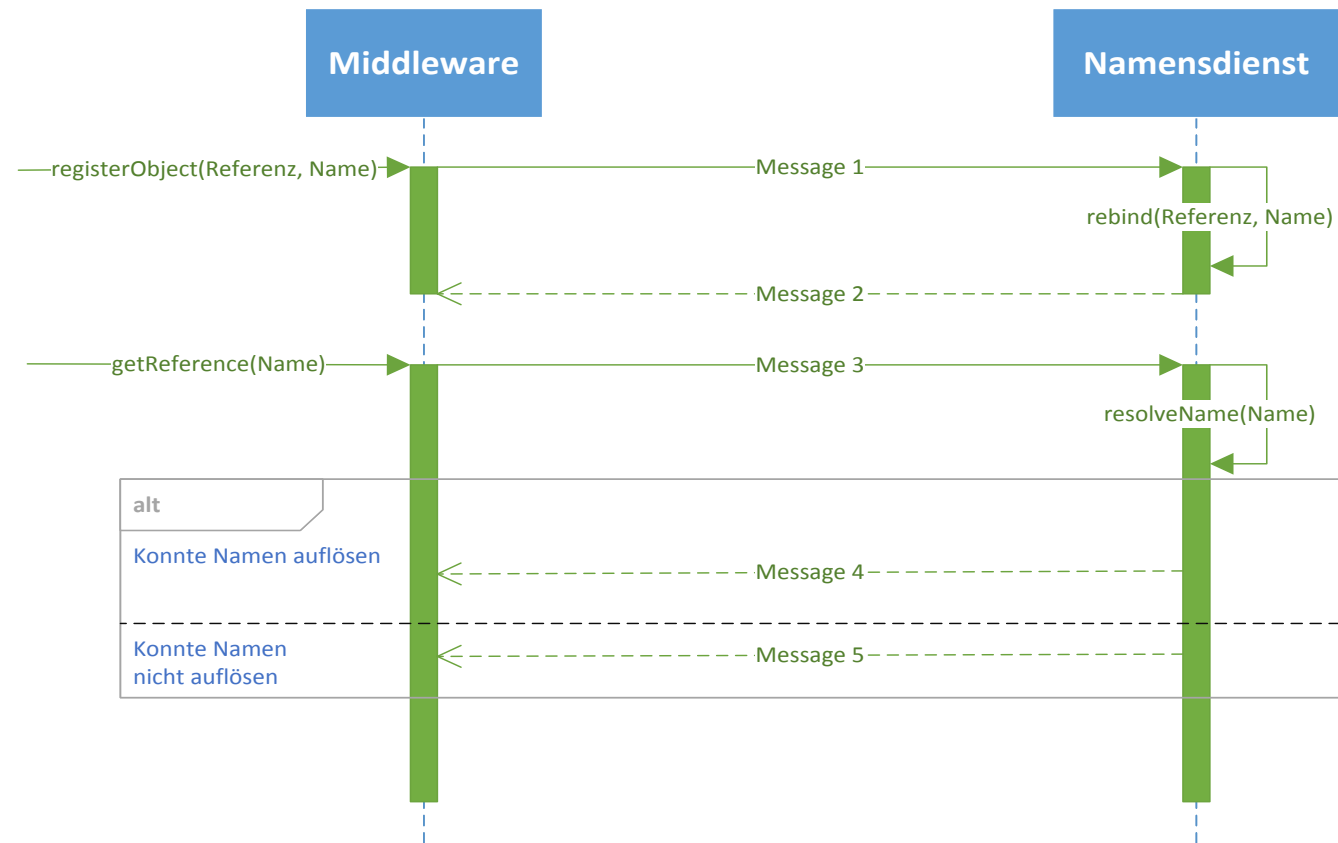 Middleware
Namensdienst
registerObject(Referenz, Name)
Message 1
rebind(Referenz, Name)
Message 2
getReference(Name)
Message 3
resolveName(Name)
alt
Konnte Namen auflösen
Message 4
Konnte Namen
nicht auflösen
Message 5